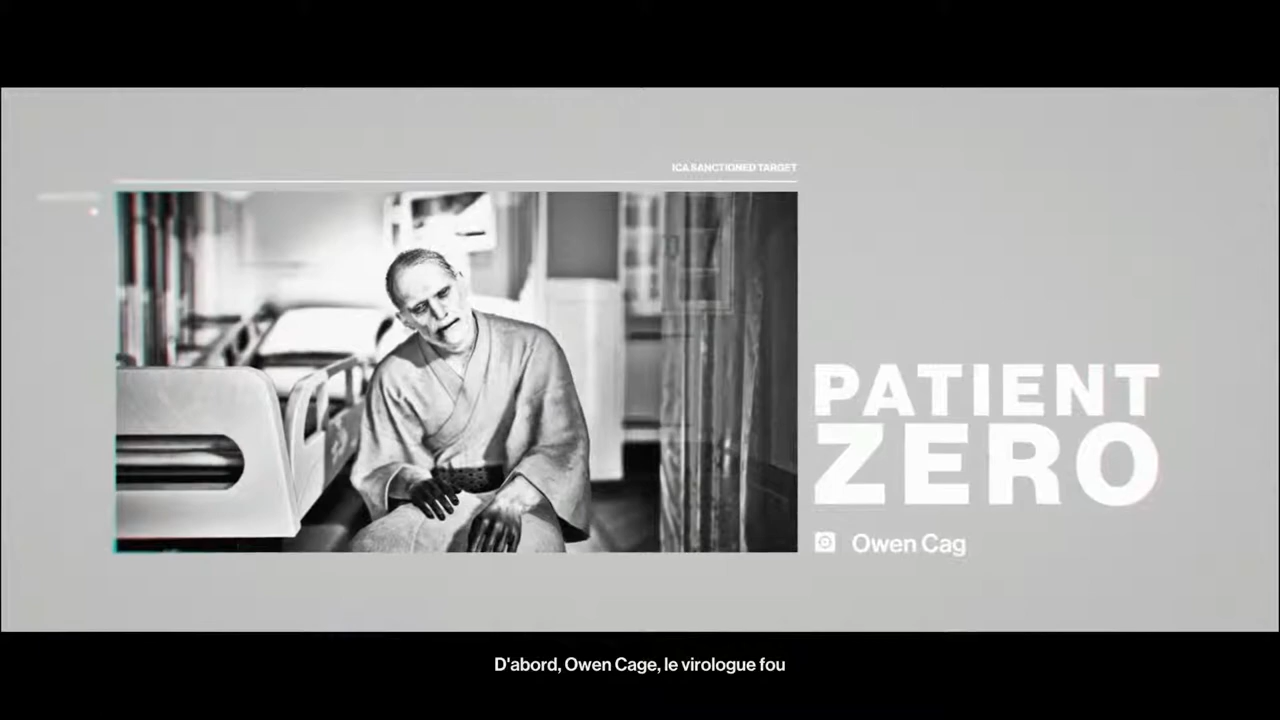 ICA SANCTIONED TARGET
PATIENT
ZERO
Owen Cag
D'abord, Owen Cage, le virologue fou